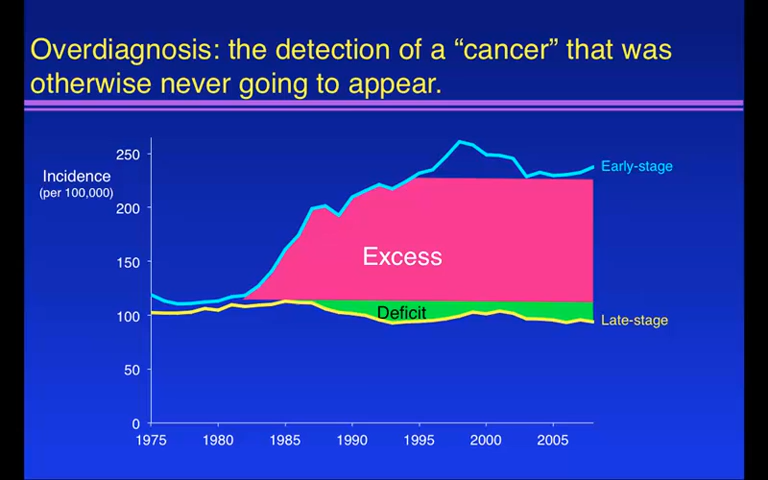 Overdiagnosis: the detection of a “cancer” that was
otherwise never going to appear.
Incidence
(per 100,000)
250
200
150
100
50
0
Early-stage
Excess
Deficit
Late-stage
1975 1980 1985 1990 1995 2000 2005